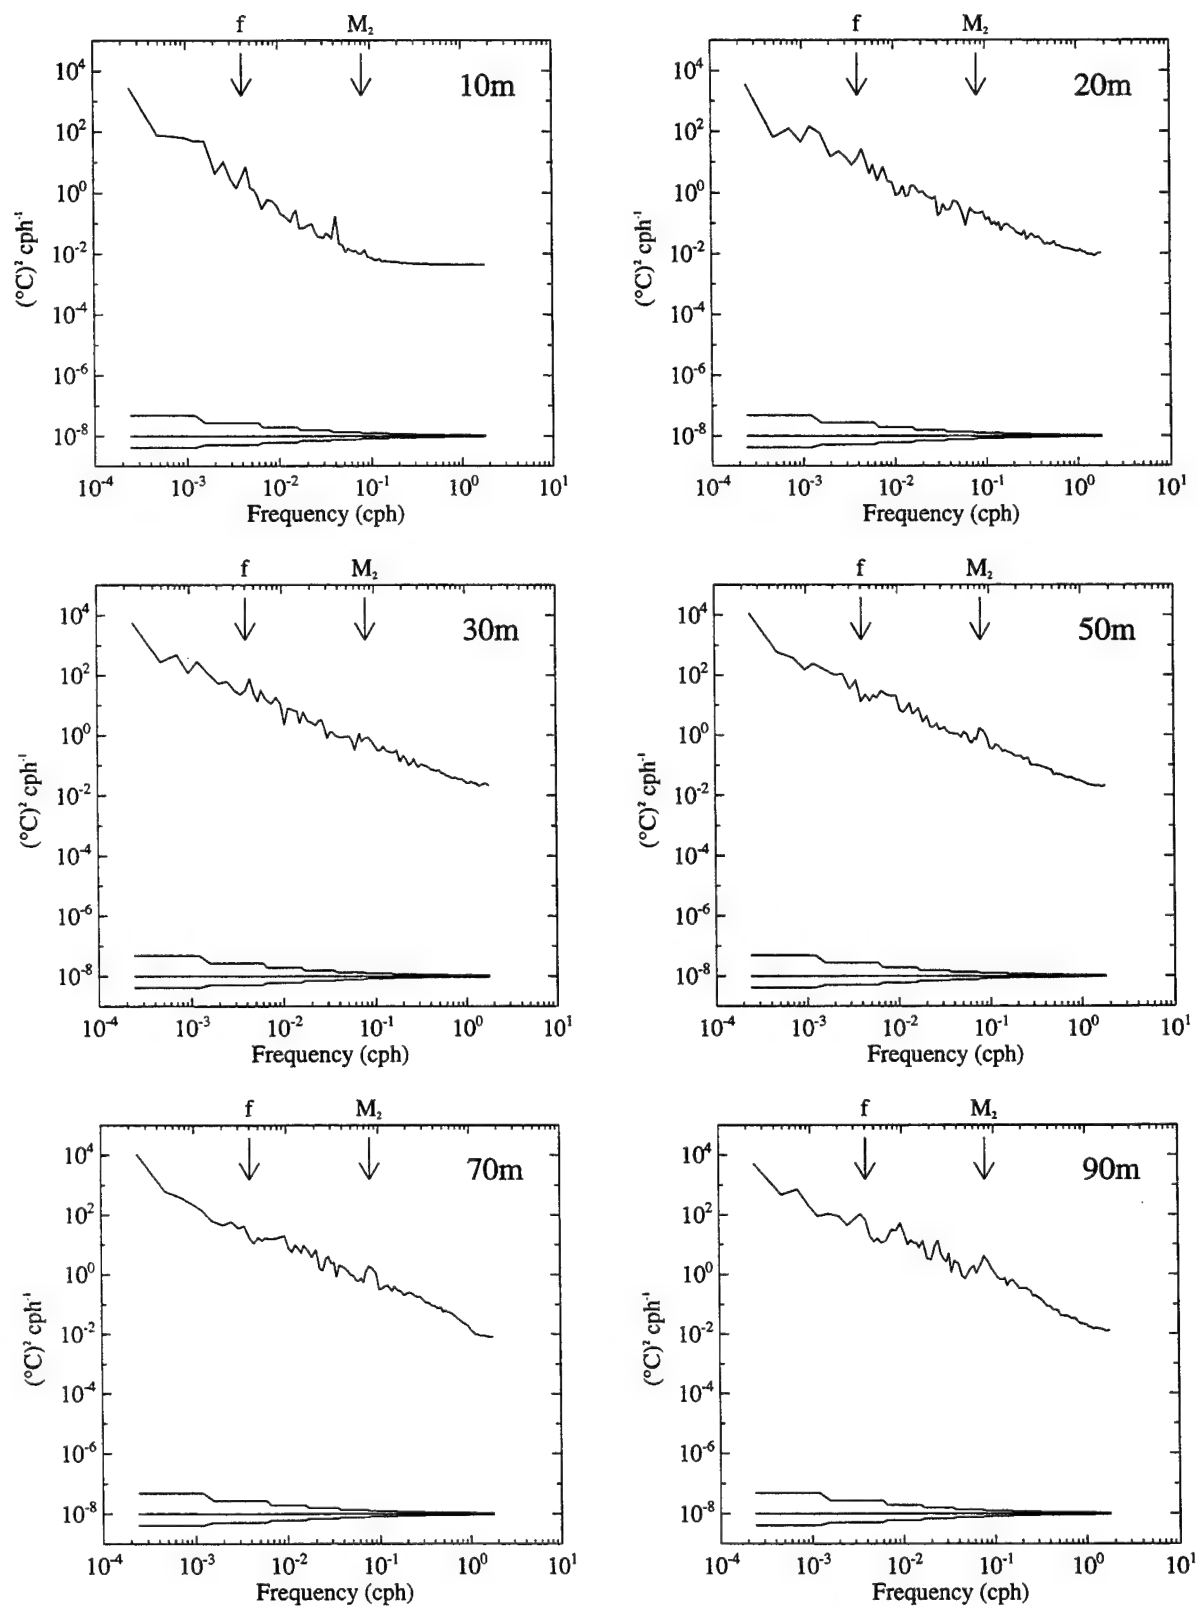 f M₂ f M₂
10m 20m
10⁴ 10⁴
10² 10²
10⁰ 10⁰
10⁻² 10⁻²
10⁻⁴ 10⁻⁴
10⁻⁶ 10⁻⁶
10⁻⁸ 10⁻⁸
(°C)² cph⁻¹ (°C)² cph⁻¹
10⁻⁴ 10⁻³ 10⁻² 10⁻¹ 10⁰ 10¹ 10⁻⁴ 10⁻³ 10⁻² 10⁻¹ 10⁰ 10¹
Frequency (cph) Frequency (cph)
f M₂ f M₂
30m 50m
10⁴ 10⁴
10² 10²
10⁰ 10⁰
10⁻² 10⁻²
10⁻⁴ 10⁻⁴
10⁻⁶ 10⁻⁶
10⁻⁸ 10⁻⁸
(°C)² cph⁻¹ (°C)² cph⁻¹
10⁻⁴ 10⁻³ 10⁻² 10⁻¹ 10⁰ 10¹ 10⁻⁴ 10⁻³ 10⁻² 10⁻¹ 10⁰ 10¹
Frequency (cph) Frequency (cph)
f M₂ f M₂
70m 90m
10⁴ 10⁴
10² 10²
10⁰ 10⁰
10⁻² 10⁻²
10⁻⁴ 10⁻⁴
10⁻⁶ 10⁻⁶
10⁻⁸ 10⁻⁸
(°C)² cph⁻¹ (°C)² cph⁻¹
10⁻⁴ 10⁻³ 10⁻² 10⁻¹ 10⁰ 10¹ 10⁻⁴ 10⁻³ 10⁻² 10⁻¹ 10⁰ 10¹
Frequency (cph) Frequency (cph)